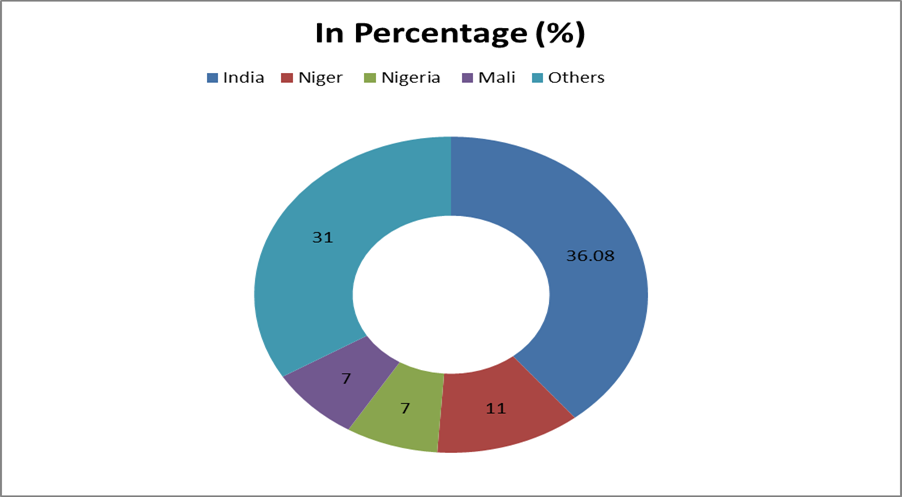 In Percentage (%)
India Niger Nigeria Mali Others
31
36.08
7
7
11